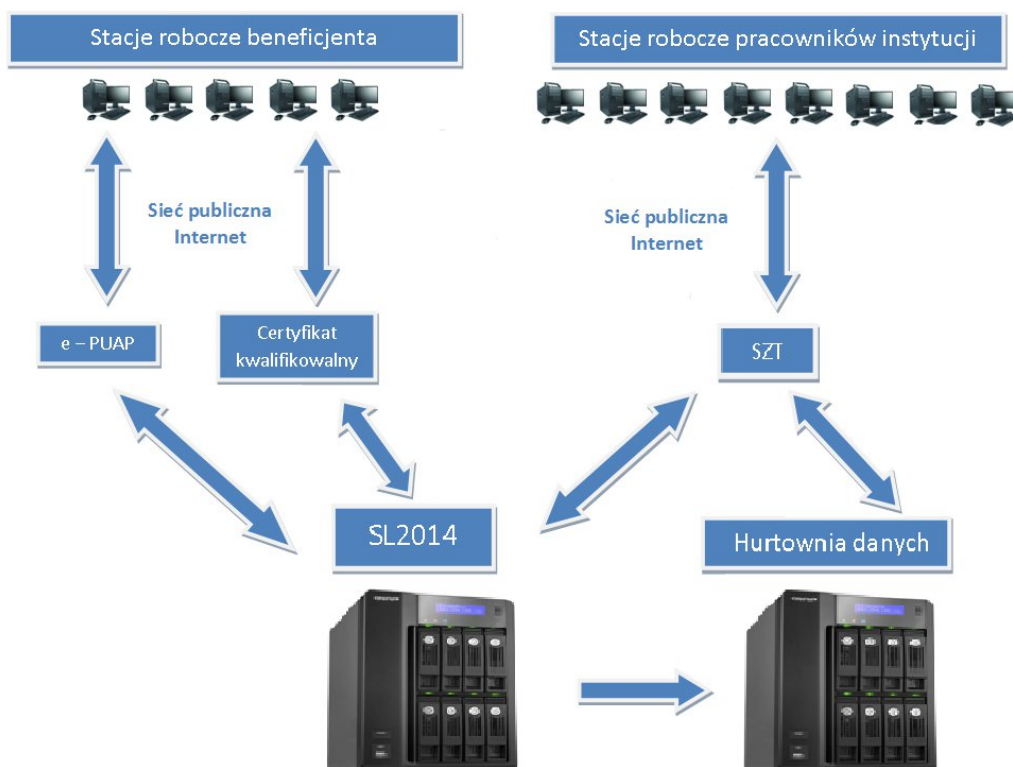 Stacje robocze beneficjenta
Stacje robocze pracowników instytucji
Sieć publiczna
Internet
Sieć publiczna
Internet
e – PUAP
Certyfikat
kwalifikowalny
SZT
SL2014
Hurtownia danych